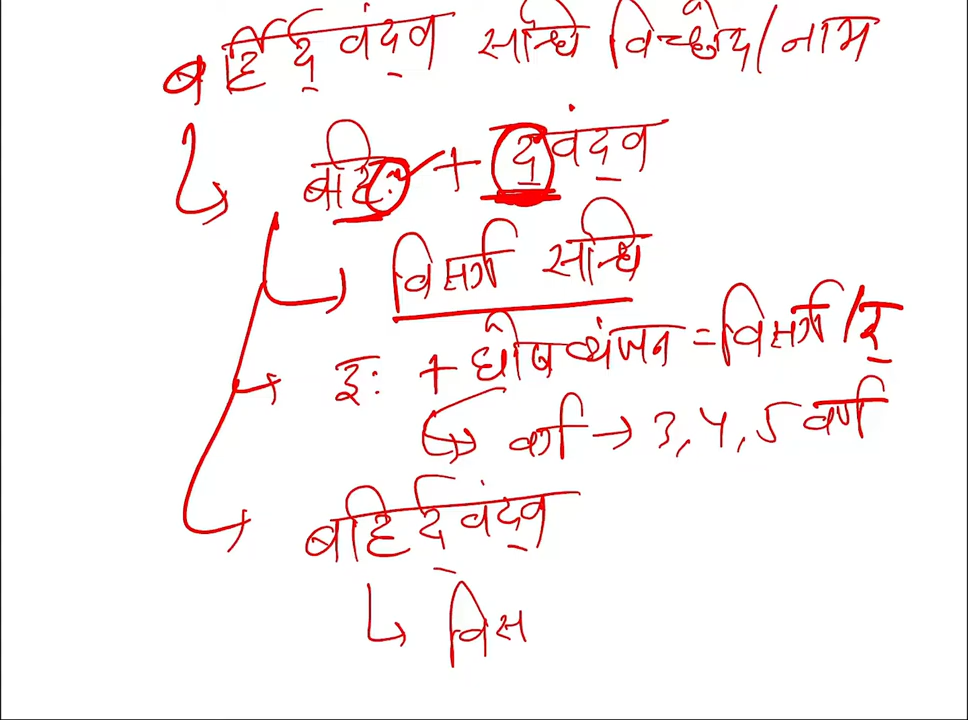 बहिर्द्वंद्व सन्धि विच्छेद/नाम
बहिः + द्वंद्व
विसर्ग सन्धि
इः + घोष व्यंजन = विसर्ग/र्
वर्ग → 3, 4, 5 वर्ण
बहिर्द्वंद्व
विस